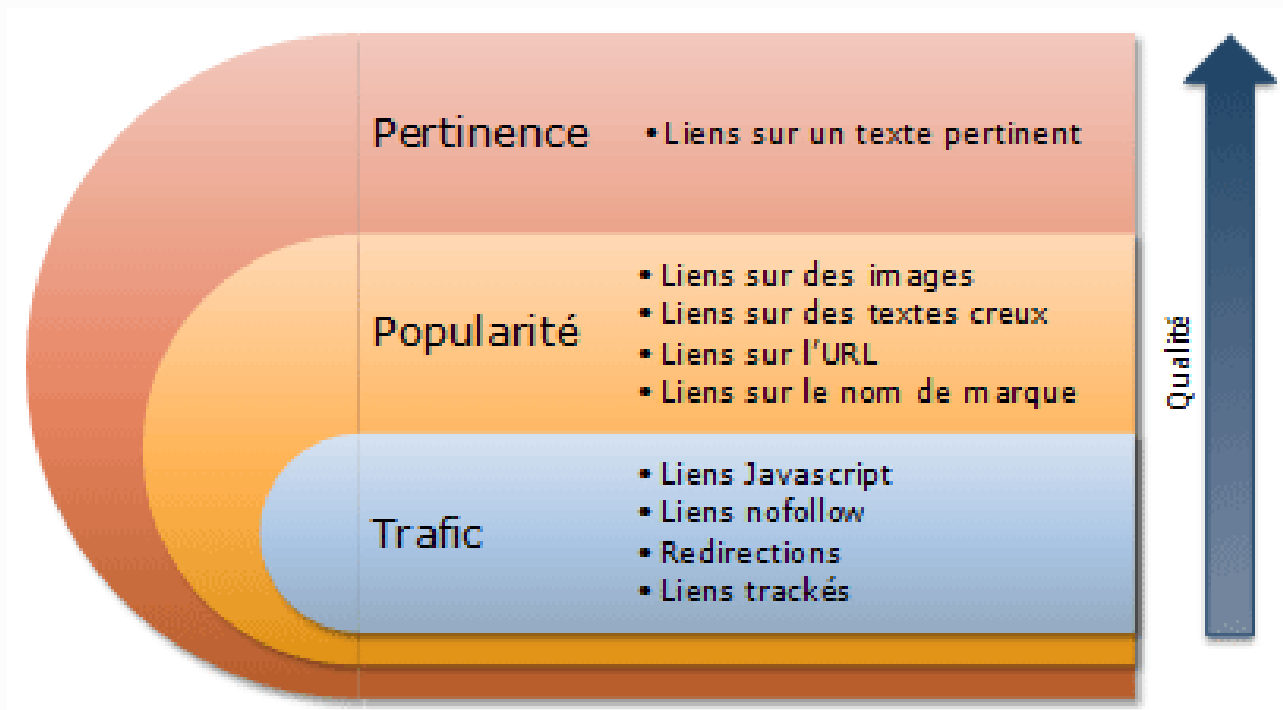 Pertinence
• Liens sur un texte pertinent
Popularité
• Liens sur des images
• Liens sur des textes creux
• Liens sur l'URL
• Liens sur le nom de marque
Trafic
• Liens Javascript
• Liens nofollow
• Redirections
• Liens trackés
Qualité